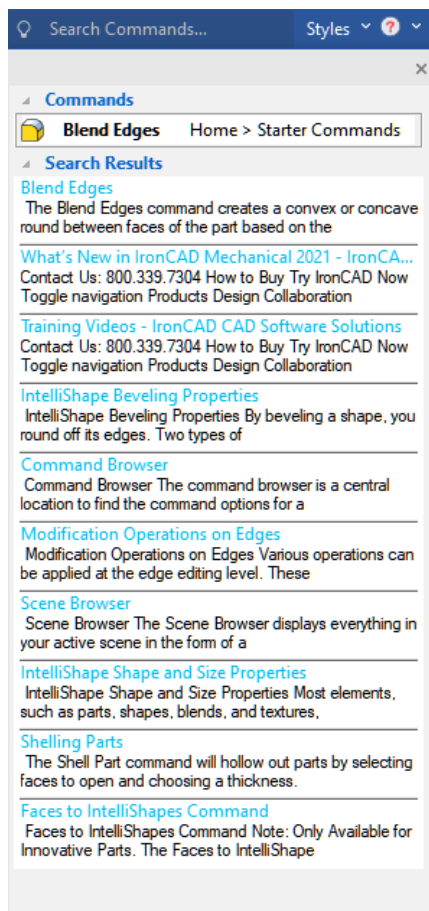 Search Commands... Styles ?
Commands
Blend Edges Home > Starter Commands
Search Results
Blend Edges
The Blend Edges command creates a convex or concave
round between faces of the part based on the
What's New in IronCAD Mechanical 2021 - IronCA...
Contact Us: 800.339.7304 How to Buy Try IronCAD Now
Toggle navigation Products Design Collaboration
Training Videos - IronCAD CAD Software Solutions
Contact Us: 800.339.7304 How to Buy Try IronCAD Now
Toggle navigation Products Design Collaboration
IntelliShape Beveling Properties
IntelliShape Beveling Properties By beveling a shape, you
round off its edges. Two types of
Command Browser
Command Browser The command browser is a central
location to find the command options for a
Modification Operations on Edges
Modification Operations on Edges Various operations can
be applied at the edge editing level. These
Scene Browser
Scene Browser The Scene Browser displays everything in
your active scene in the form of a
IntelliShape Shape and Size Properties
IntelliShape Shape and Size Properties Most elements,
such as parts, shapes, blends, and textures,
Shelling Parts
The Shell Part command will hollow out parts by selecting
faces to open and choosing a thickness.
Faces to IntelliShapes Command
Faces to IntelliShapes Command Note: Only Available for
Innovative Parts. The Faces to IntelliShape